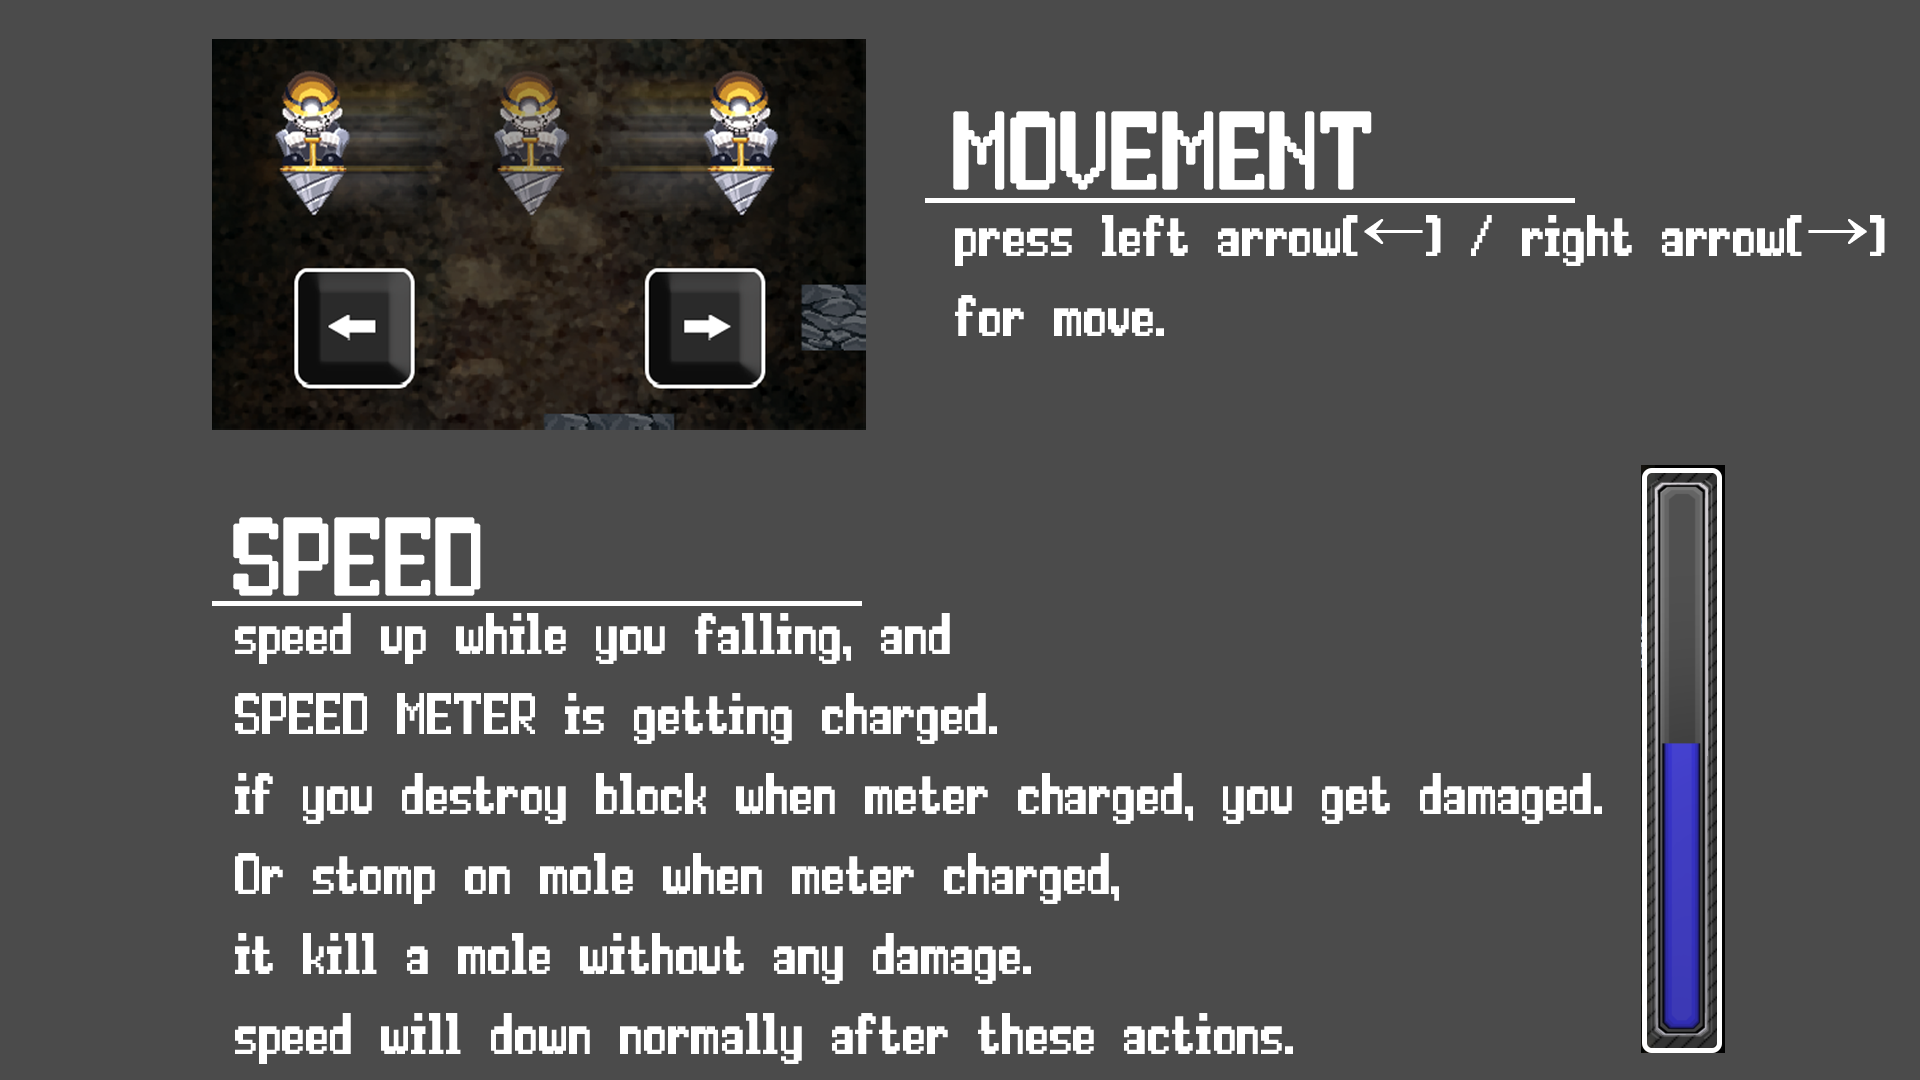 MOVEMENT
press left arrow[←] / right arrow[→]
for move.
SPEED
speed up while you falling, and
SPEED METER is getting charged.
if you destroy block when meter charged, you get damaged.
Or stomp on mole when meter charged,
it kill a mole without any damage.
speed will down normally after these actions.